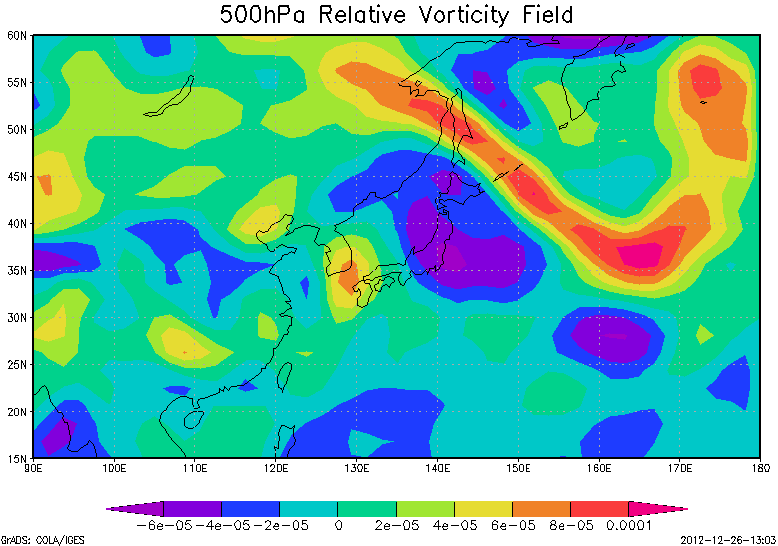 500hPa Relative Vorticity Field
60N
55N
50N
45N
40N
35N
30N
25N
20N
15N
90E 100E 110E 120E 130E 140E 150E 160E 170E 180
-6e-05 -4e-05 -2e-05 0 2e-05 4e-05 6e-05 8e-05 0.0001
GrADS: COLA/IGES 2012-12-26-13:03